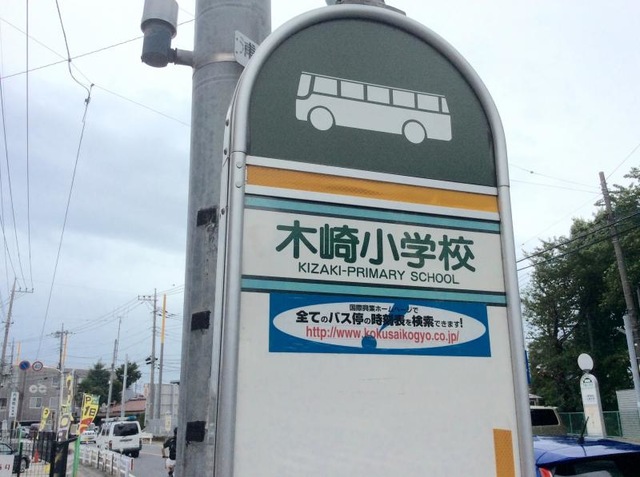 木崎小学校
KIZAKI-PRIMARY SCHOOL
国際興業ホームページで
全てのバス停の時刻表を検索できます!
http://www.kokusaikogyo.co.jp/